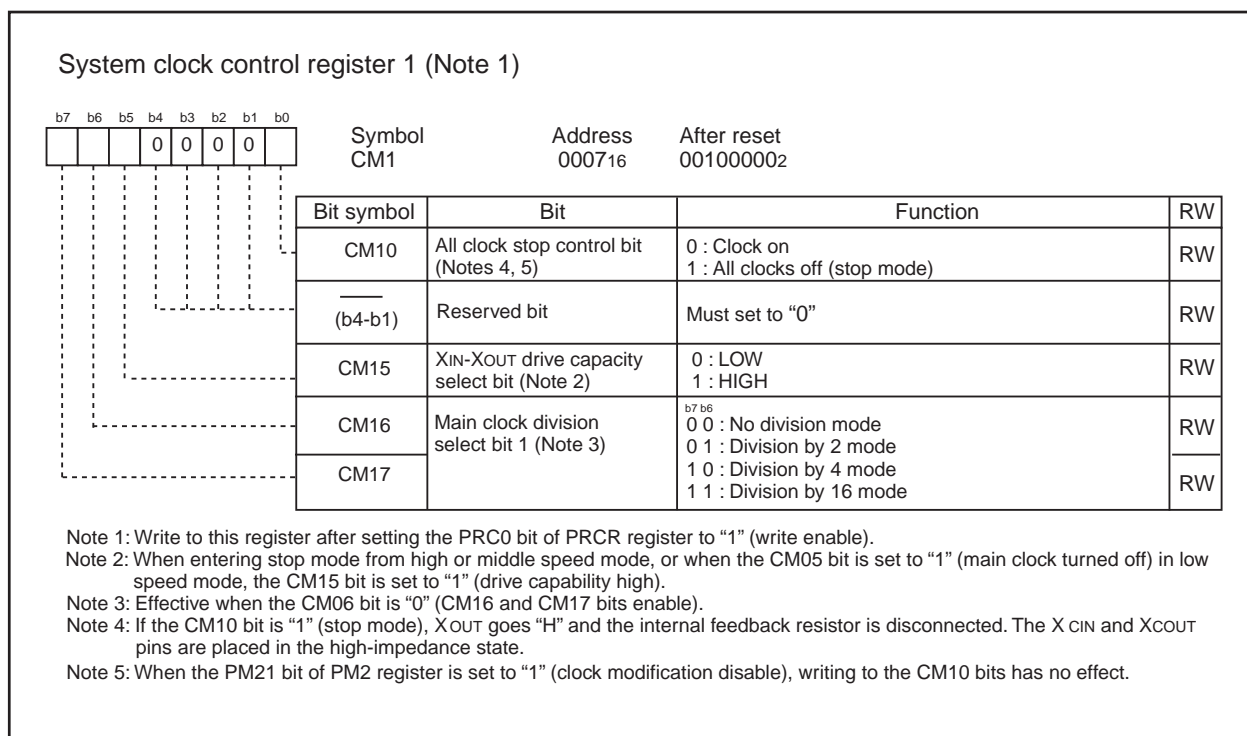 System clock control register 1 (Note 1)
b7 b6 b5 b4 b3 b2 b1 b0
0 0 0 0
Symbol Address After reset
CM1 000716 001000002
Bit symbol Bit Function RW
CM10 All clock stop control bit (Notes 4, 5) 0 : Clock on RW
1 : All clocks off (stop mode)
(b4-b1) Reserved bit Must set to “0” RW
CM15 XIN-XOUT drive capacity select bit (Note 2) 0 : LOW RW
1 : HIGH
CM16 Main clock division select bit 1 (Note 3) b7 b6 RW
0 0 : No division mode
0 1 : Division by 2 mode
CM17 1 0 : Division by 4 mode RW
1 1 : Division by 16 mode
Note 1: Write to this register after setting the PRC0 bit of PRCR register to “1” (write enable).
Note 2: When entering stop mode from high or middle speed mode, or when the CM05 bit is set to “1” (main clock turned off) in low
speed mode, the CM15 bit is set to “1” (drive capability high).
Note 3: Effective when the CM06 bit is “0” (CM16 and CM17 bits enable).
Note 4: If the CM10 bit is “1” (stop mode), XOUT goes “H” and the internal feedback resistor is disconnected. The XCIN and XCOUT
pins are placed in the high-impedance state.
Note 5: When the PM21 bit of PM2 register is set to “1” (clock modification disable), writing to the CM10 bits has no effect.